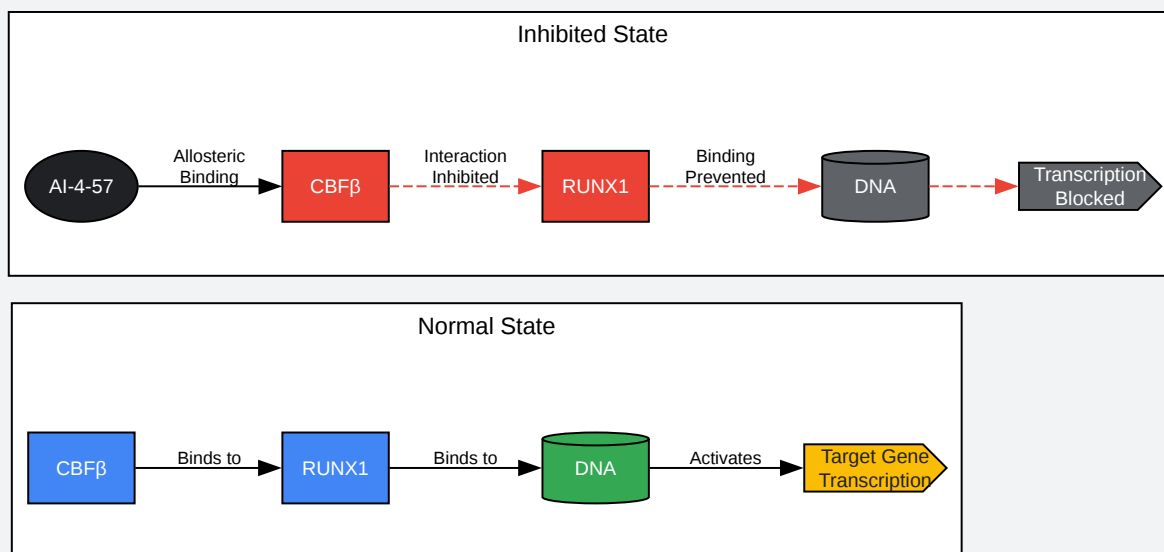 Inhibited State
AI-4-57
Allosteric
Binding
CBFβ
Interaction
Inhibited
RUNX1
Binding
Prevented
DNA
Transcription
Blocked
Normal State
CBFβ
Binds to
RUNX1
Binds to
DNA
Activates
Target Gene
Transcription